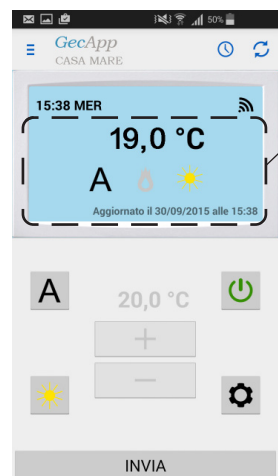 50%
GecApp
CASA MARE
15:38 MER
19,0 °C
A
Aggiornato il 30/09/2015 alle 15:38
A
20,0 °C
+
−
INVIA